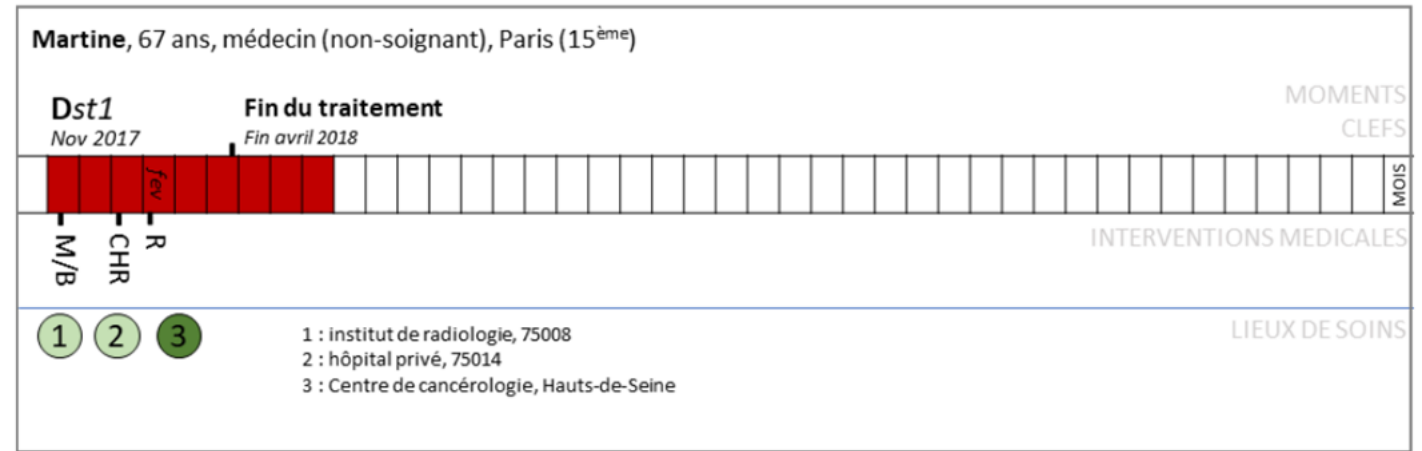 Martine, 67 ans, médecin (non-soignant), Paris (15ème)
MOMENTS
CLEFS
Dst1
Nov 2017
Fin du traitement
Fin avril 2018
fev
MOIS
M/B
CHR
R
INTERVENTIONS MEDICALES
LIEUX DE SOINS
1 2 3
1 : institut de radiologie, 75008
2 : hôpital privé, 75014
3 : Centre de cancérologie, Hauts-de-Seine